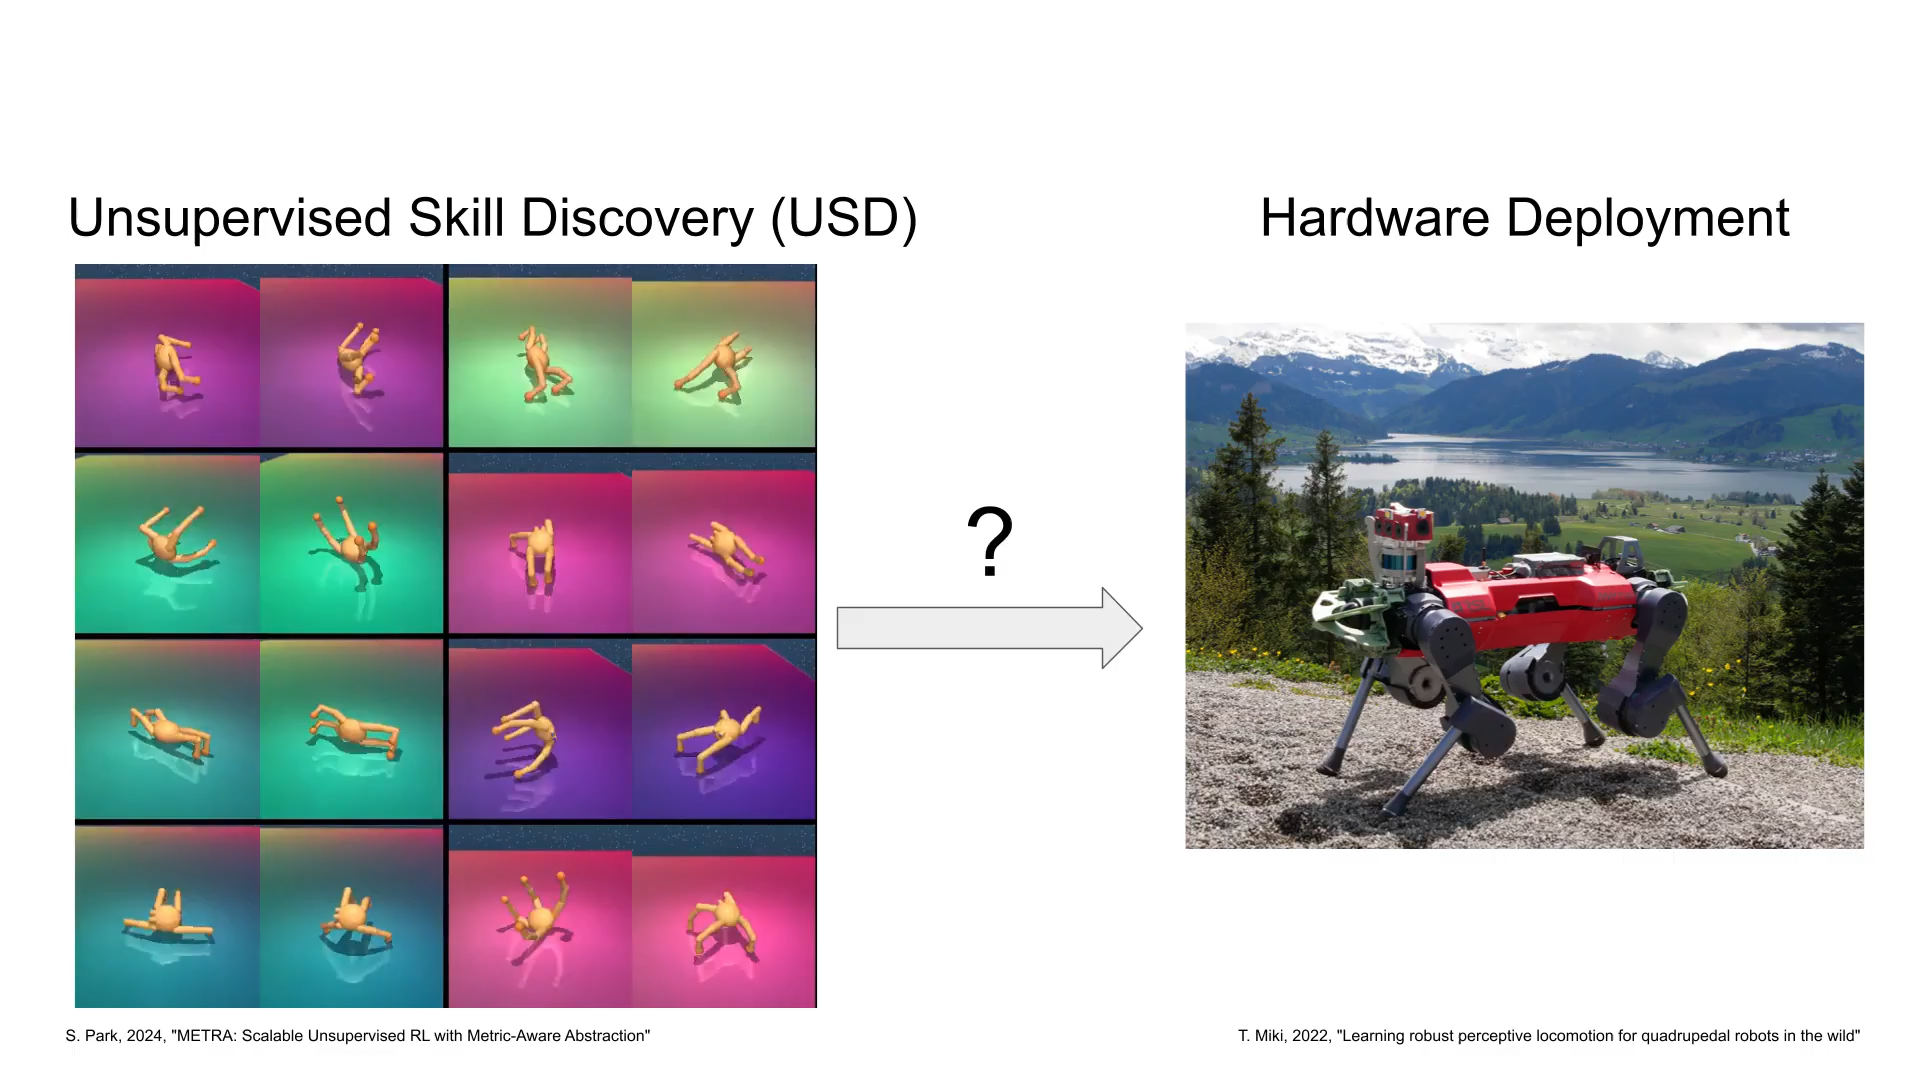 Unsupervised Skill Discovery (USD)
Hardware Deployment
?
S. Park, 2024, "METRA: Scalable Unsupervised RL with Metric-Aware Abstraction"
T. Miki, 2022, "Learning robust perceptive locomotion for quadrupedal robots in the wild"